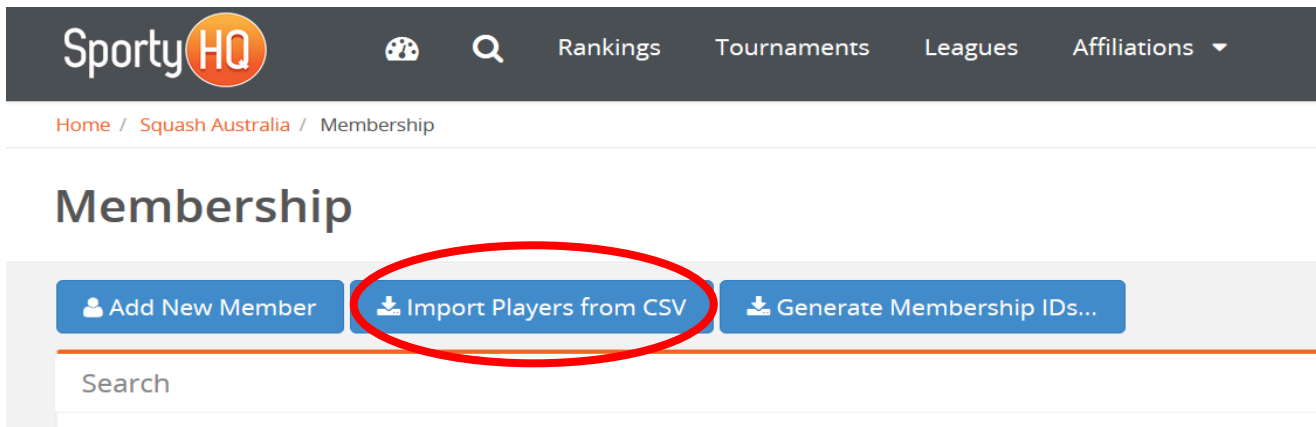 SportyHQ Rankings Tournaments Leagues Affiliations
Home / Squash Australia / Membership
Membership
Add New Member Import Players from CSV Generate Membership IDs...
Search